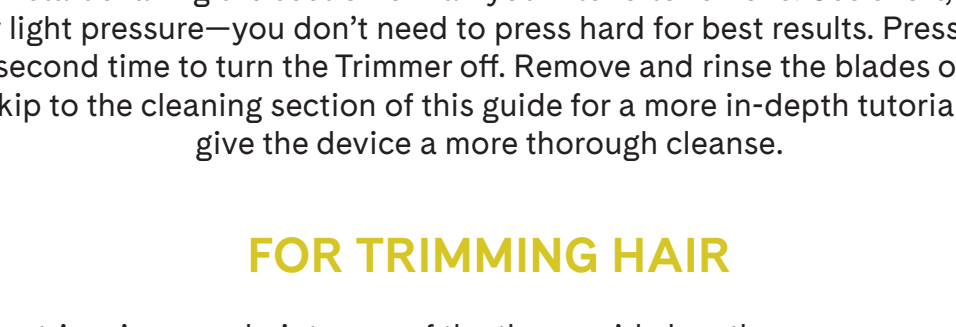 light pressure—you don’t need to press hard for best results. Press
second time to turn the Trimmer off. Remove and rinse the blades
to the cleaning section of this guide for a more in-depth
give the device a more thorough cleanse.
FOR TRIMMING HAIR